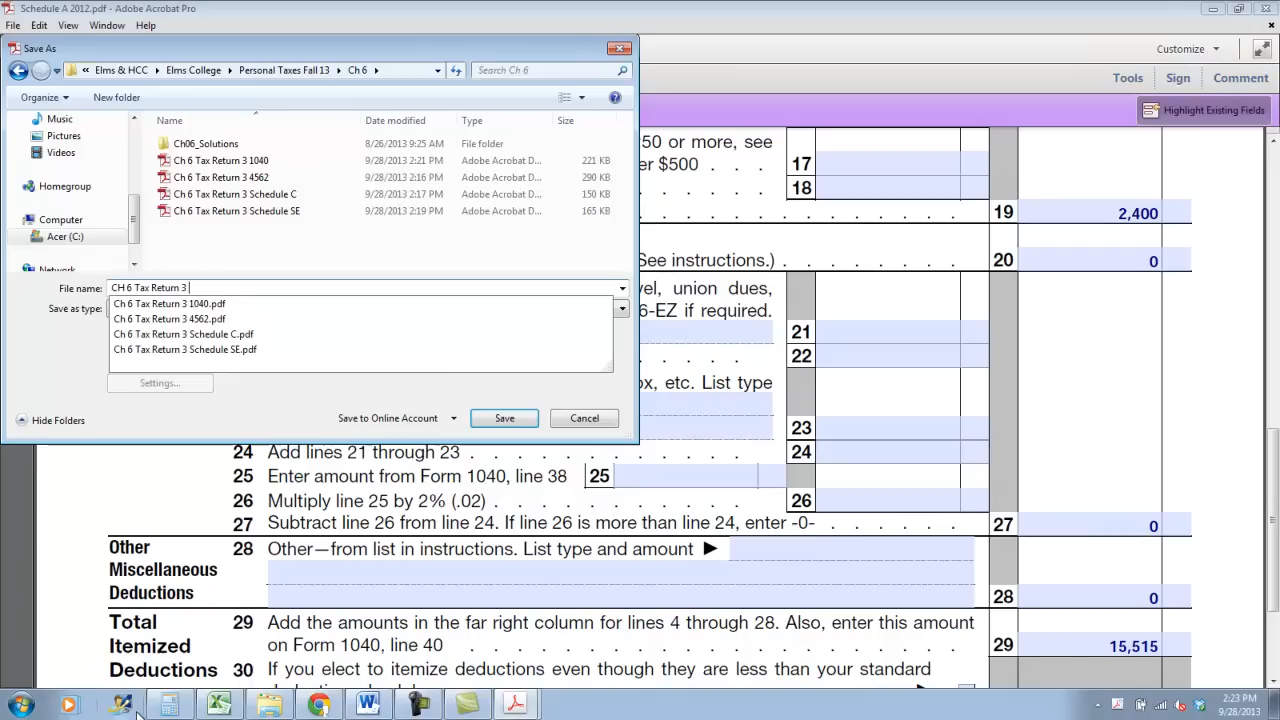 Schedule A 2012.pdf - Adobe Acrobat Pro
File Edit View Window Help
Customize
Tools Sign Comment
Highlight Existing Fields
Save As
Elms & HCC Elms College Personal Taxes Fall 13 Ch 6
Search Ch 6
Organize New folder
Music
Pictures
Videos
Homegroup
Computer
Acer (C:)
Network
Name Date modified Type Size
Ch06_Solutions 8/26/2013 9:25 AM File folder
Ch 6 Tax Return 3 1040 9/28/2013 2:21 PM Adobe Acrobat D... 221 KB
Ch 6 Tax Return 3 4562 9/28/2013 2:16 PM Adobe Acrobat D... 290 KB
Ch 6 Tax Return 3 Schedule C 9/28/2013 2:17 PM Adobe Acrobat D... 150 KB
Ch 6 Tax Return 3 Schedule SE 9/28/2013 2:19 PM Adobe Acrobat D... 165 KB
File name: CH 6 Tax Return 3
Save as type:
Ch 6 Tax Return 3 1040.pdf
Ch 6 Tax Return 3 4562.pdf
Ch 6 Tax Return 3 Schedule C.pdf
Ch 6 Tax Return 3 Schedule SE.pdf
Settings...
Hide Folders
Save to Online Account Save Cancel
50 or more, see
er $500 . . . 17
18
19 2,400
See instructions.) 20 0
vel, union dues,
6-EZ if required.
21
22
ox, etc. List type
23
24 Add lines 21 through 23 24
25 Enter amount from Form 1040, line 38 25
26 Multiply line 25 by 2% (.02) 26
27 Subtract line 26 from line 24. If line 26 is more than line 24, enter -0- 27 0
Other Miscellaneous Deductions
28 Other—from list in instructions. List type and amount ▶
28 0
Total Itemized Deductions
29 Add the amounts in the far right column for lines 4 through 28. Also, enter this amount
on Form 1040, line 40 29 15,515
30 If you elect to itemize deductions even though they are less than your standard
2:23 PM
9/28/2013